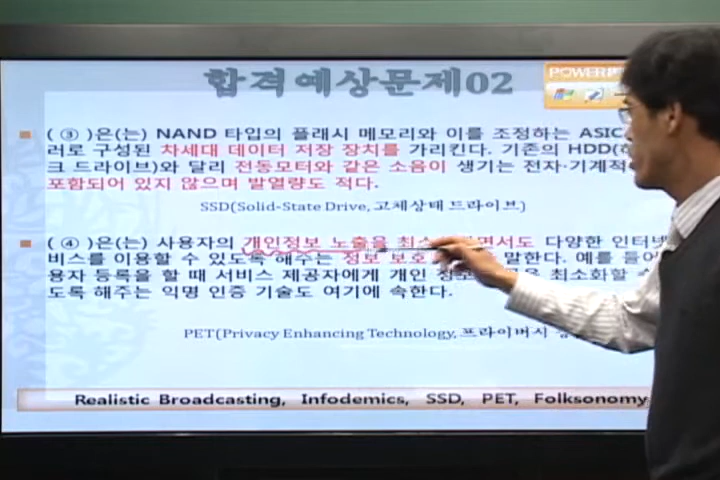 합격예상문제02
POWER
( ③ )은(는) NAND 타입의 플래시 메모리와 이를 조정하는 ASIC
러로 구성된 차세대 데이터 저장 장치를 가리킨다. 기존의 HDD(하
크 드라이브)와 달리 전동모터와 같은 소음이 생기는 전자·기계적
포함되어 있지 않으며 발열량도 적다.
SSD(Solid-State Drive, 고체상태 드라이브)
( ④ )은(는) 사용자의 개인정보 노출을 최소 면서도 다양한 인터넷
비스를 이용할 수 있도록 해주는 정보 보호 말한다. 예를 들어
용자 등록을 할 때 서비스 제공자에게 개인 최소화할 수
도록 해주는 익명 인증 기술도 여기에 속한다.
PET(Privacy Enhancing Technology, 프라이버시
Realistic Broadcasting, Infodemics, SSD, PET, Folksonomy